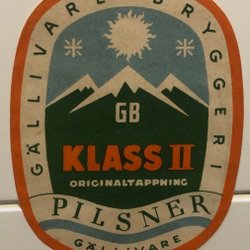 GÄLLIVARE BRYGGERI
GB
KLASS II
ORIGINALTAPPNING
PILSNER
GÄLLIVARE